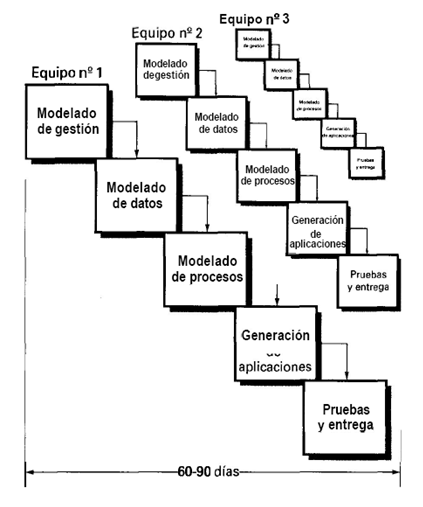 Equipo nº 1
Modelado
de gestión
Modelado
de datos
Modelado
de procesos
Generación
de
aplicaciones
Pruebas
y entrega
Equipo nº 2
Modelado
degestión
Modelado
de datos
Modelado
de procesos
Generación
de
aplicaciones
Pruebas
y entrega
Equipo nº 3
Modelado
de gestión
Modelado
de datos
Modelado
de procesos
Generación
de aplicaciones
Pruebas
y entrega
60-90 días